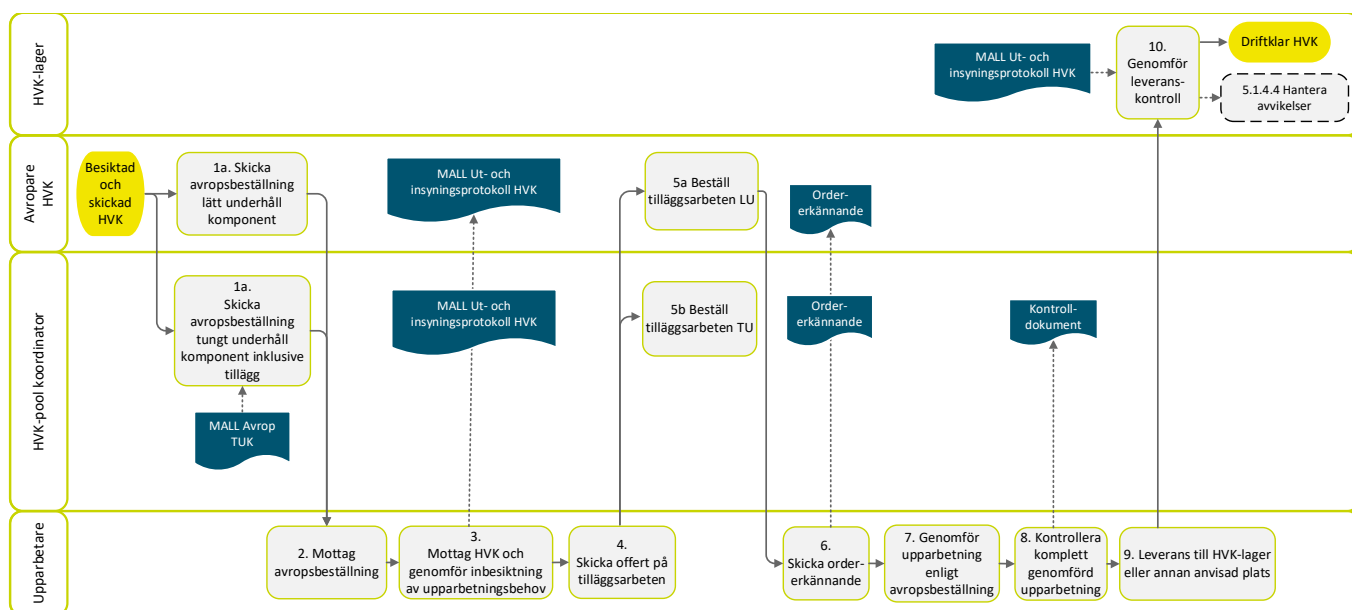 HVK-lager
MALL Ut- och
insyningsprotokoll HVK
10.
Genomför
leverans-
kontroll
Driftklar HVK
5.1.4.4 Hantera
avvikelser
Avropare
HVK
Besiktad
och
skickad
HVK
1a. Skicka
avropsbeställning
lätt underhåll
komponent
MALL Ut- och
insyningsprotokoll HVK
5a Beställ
tilläggsarbeten LU
Order-
erkännande
HVK-pool koordinator
1a.
Skicka
avropsbeställning
tungt underhåll
komponent inklusive
tillägg
MALL Avrop
TUK
MALL Ut- och
insyningsprotokoll HVK
5b Beställ
tilläggsarbeten TU
Order-
erkännande
Kontroll-
dokument
Upparbetare
2. Mottag
avropsbeställning
3.
Mottag HVK och
genomför inbesiktning
av upparbetningsbehov
4.
Skicka offert på
tilläggsarbeten
6.
Skicka order-
erkännande
7. Genomför
upparbetning
enligt
avropsbeställning
8. Kontrollera
komplett
genomförd
upparbetning
9. Leverans till HVK-lager
eller annan anvisad plats